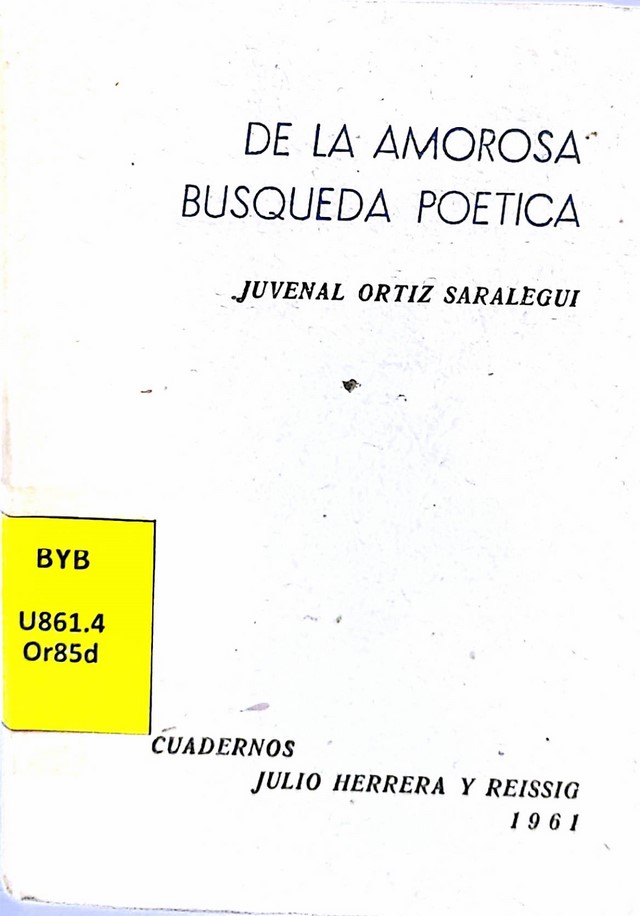 DE LA AMOROSA
BUSQUEDA POETICA
JUVENAL ORTIZ SARALEGUI
BYB
U861.4
Or85d
CUADERNOS
JULIO HERRERA Y REISSIG
1961